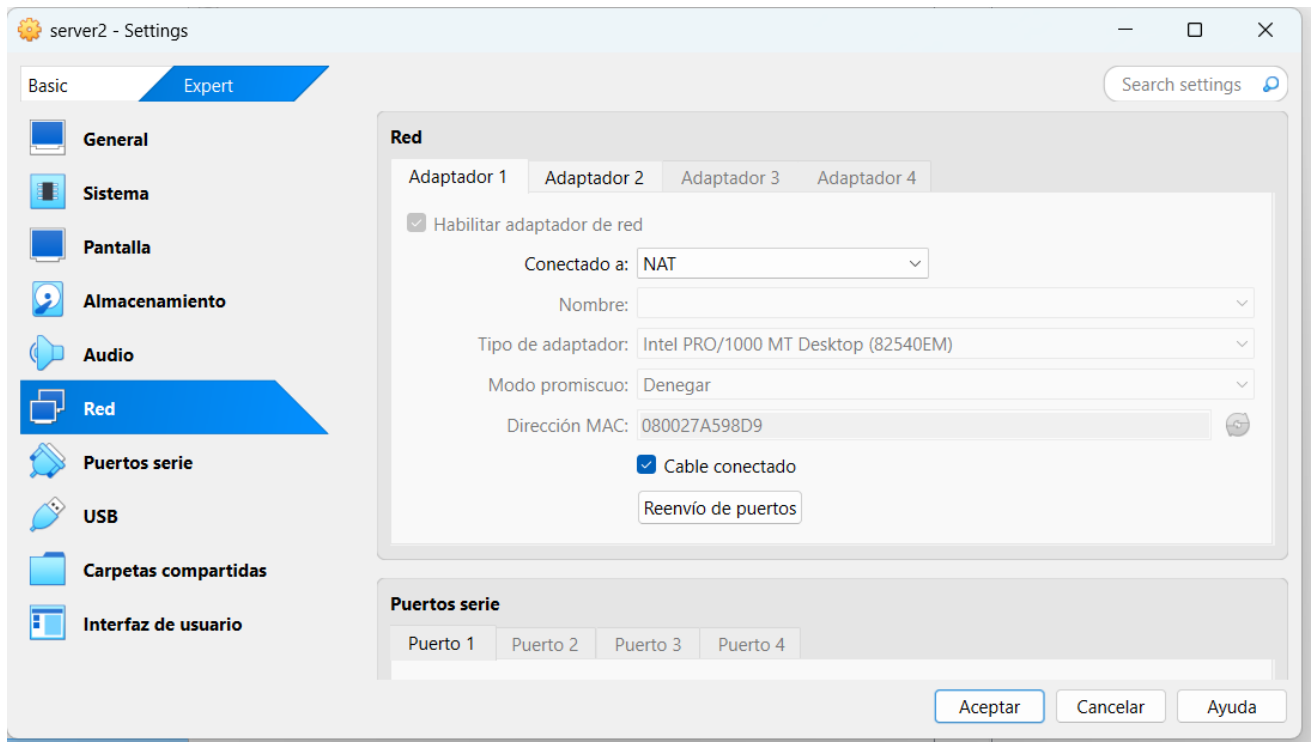 server2 - Settings
Basic
Expert
Search settings
General
Sistema
Pantalla
Almacenamiento
Audio
Red
Puertos serie
USB
Carpetas compartidas
Interfaz de usuario
Red
Adaptador 1 Adaptador 2 Adaptador 3 Adaptador 4
Habilitar adaptador de red
Conectado a: NAT
Nombre:
Tipo de adaptador: Intel PRO/1000 MT Desktop (82540EM)
Modo promiscuo: Denegar
Dirección MAC: 080027A598D9
Cable conectado
Reenvío de puertos
Puertos serie
Puerto 1 Puerto 2 Puerto 3 Puerto 4
Aceptar Cancelar Ayuda